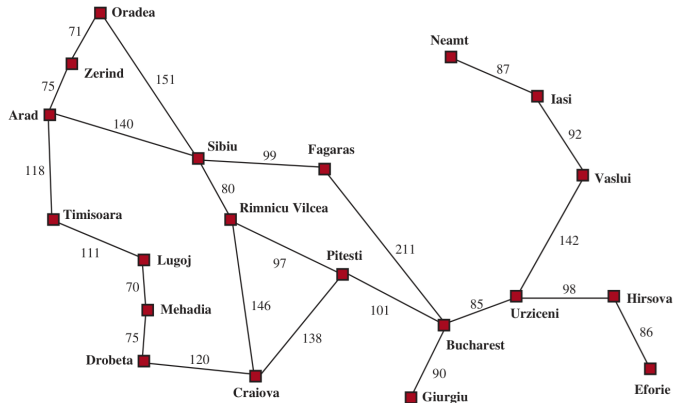 Oradea
71
Neamt
Zerind
87
75
151
Iasi
Arad
140
92
Sibiu
Fagaras
99
118
Vaslui
80
Timisoara
Rimnicu Vilcea
142
111
211
Lugoj
97
Pitesti
70
98
Hirsova
146
101
85
Mehadia
Urziceni
138
86
75
Bucharest
Drobeta
120
90
Craiova
Eforie
Giurgiu